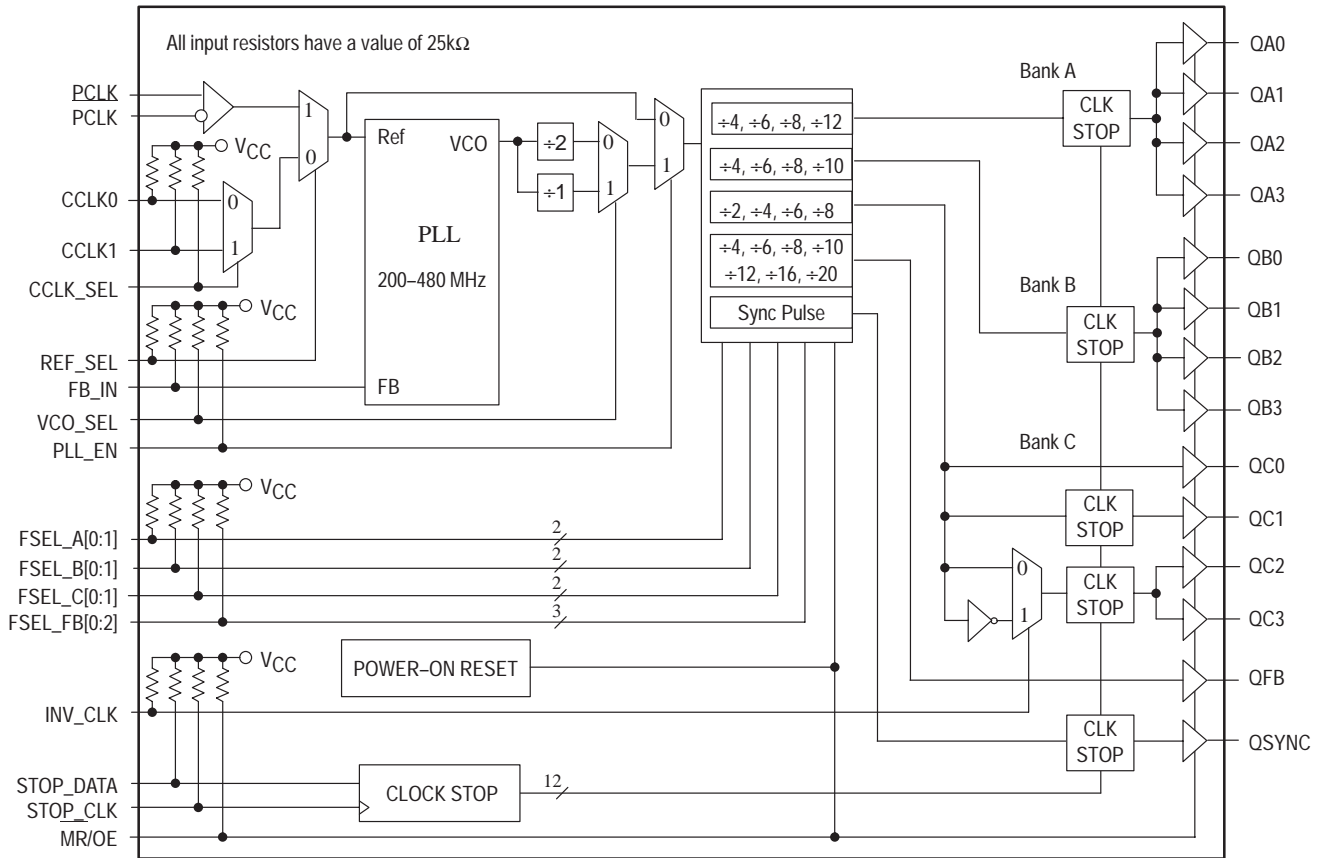 All input resistors have a value of 25kΩ
PCLK
PCLK
VCC
CCLK0
CCLK1
CCLK_SEL
VCC
REF_SEL
FB_IN
VCO_SEL
PLL_EN
VCC
FSEL_A[0:1]
FSEL_B[0:1]
FSEL_C[0:1]
FSEL_FB[0:2]
VCC
INV_CLK
STOP_DATA
STOP_CLK
MR/OE
1
0
0
1
Ref
VCO
PLL
200–480 MHz
FB
÷2
÷1
0
1
0
1
÷4, ÷6, ÷8, ÷12
÷4, ÷6, ÷8, ÷10
÷2, ÷4, ÷6, ÷8
÷4, ÷6, ÷8, ÷10
÷12, ÷16, ÷20
Sync Pulse
2
2
2
3
POWER–ON RESET
CLOCK STOP
12
Bank A
CLK
STOP
Bank B
CLK
STOP
Bank C
CLK
STOP
0
1
CLK
STOP
CLK
STOP
QA0
QA1
QA2
QA3
QB0
QB1
QB2
QB3
QC0
QC1
QC2
QC3
QFB
QSYNC